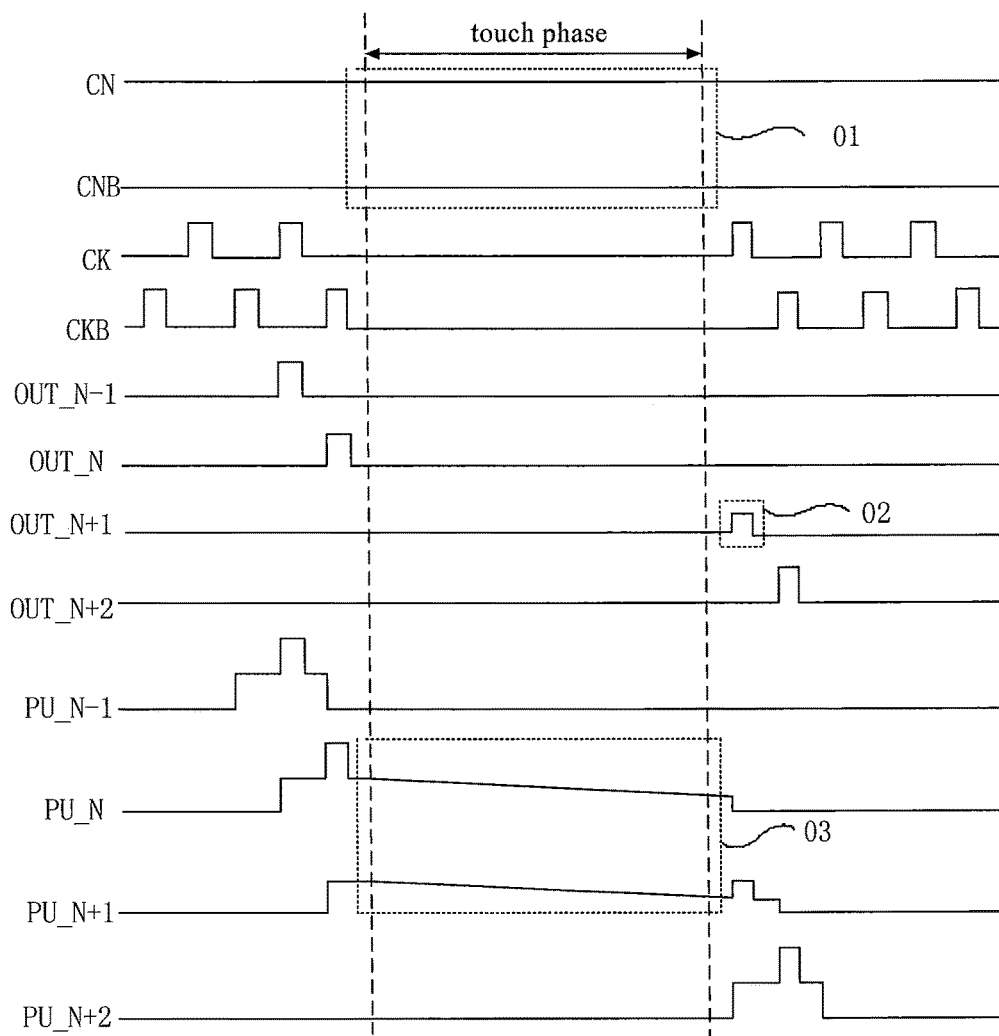 touch phase
CN
01
CNB
CK
CKB
OUT_N-1
OUT_N
OUT_N+1
02
OUT_N+2
PU_N-1
PU_N
03
PU_N+1
PU_N+2